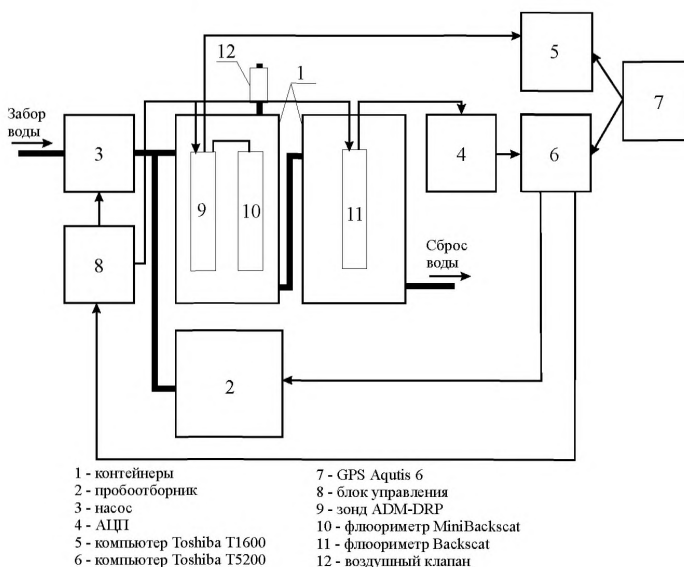 12
1
5
7
Забор
воды
3
4
6
9
10
11
8
Сброс
воды
2
1 - контейнеры
2 - пробоотборник
3 - насос
4 - АЦП
5 - компьютер Toshiba T1600
6 - компьютер Toshiba T5200
7 - GPS Aqutis 6
8 - блок управления
9 - зонд ADM-DRP
10 - флюориметр MiniBackscat
11 - флюориметр Backscat
12 - воздушный клапан